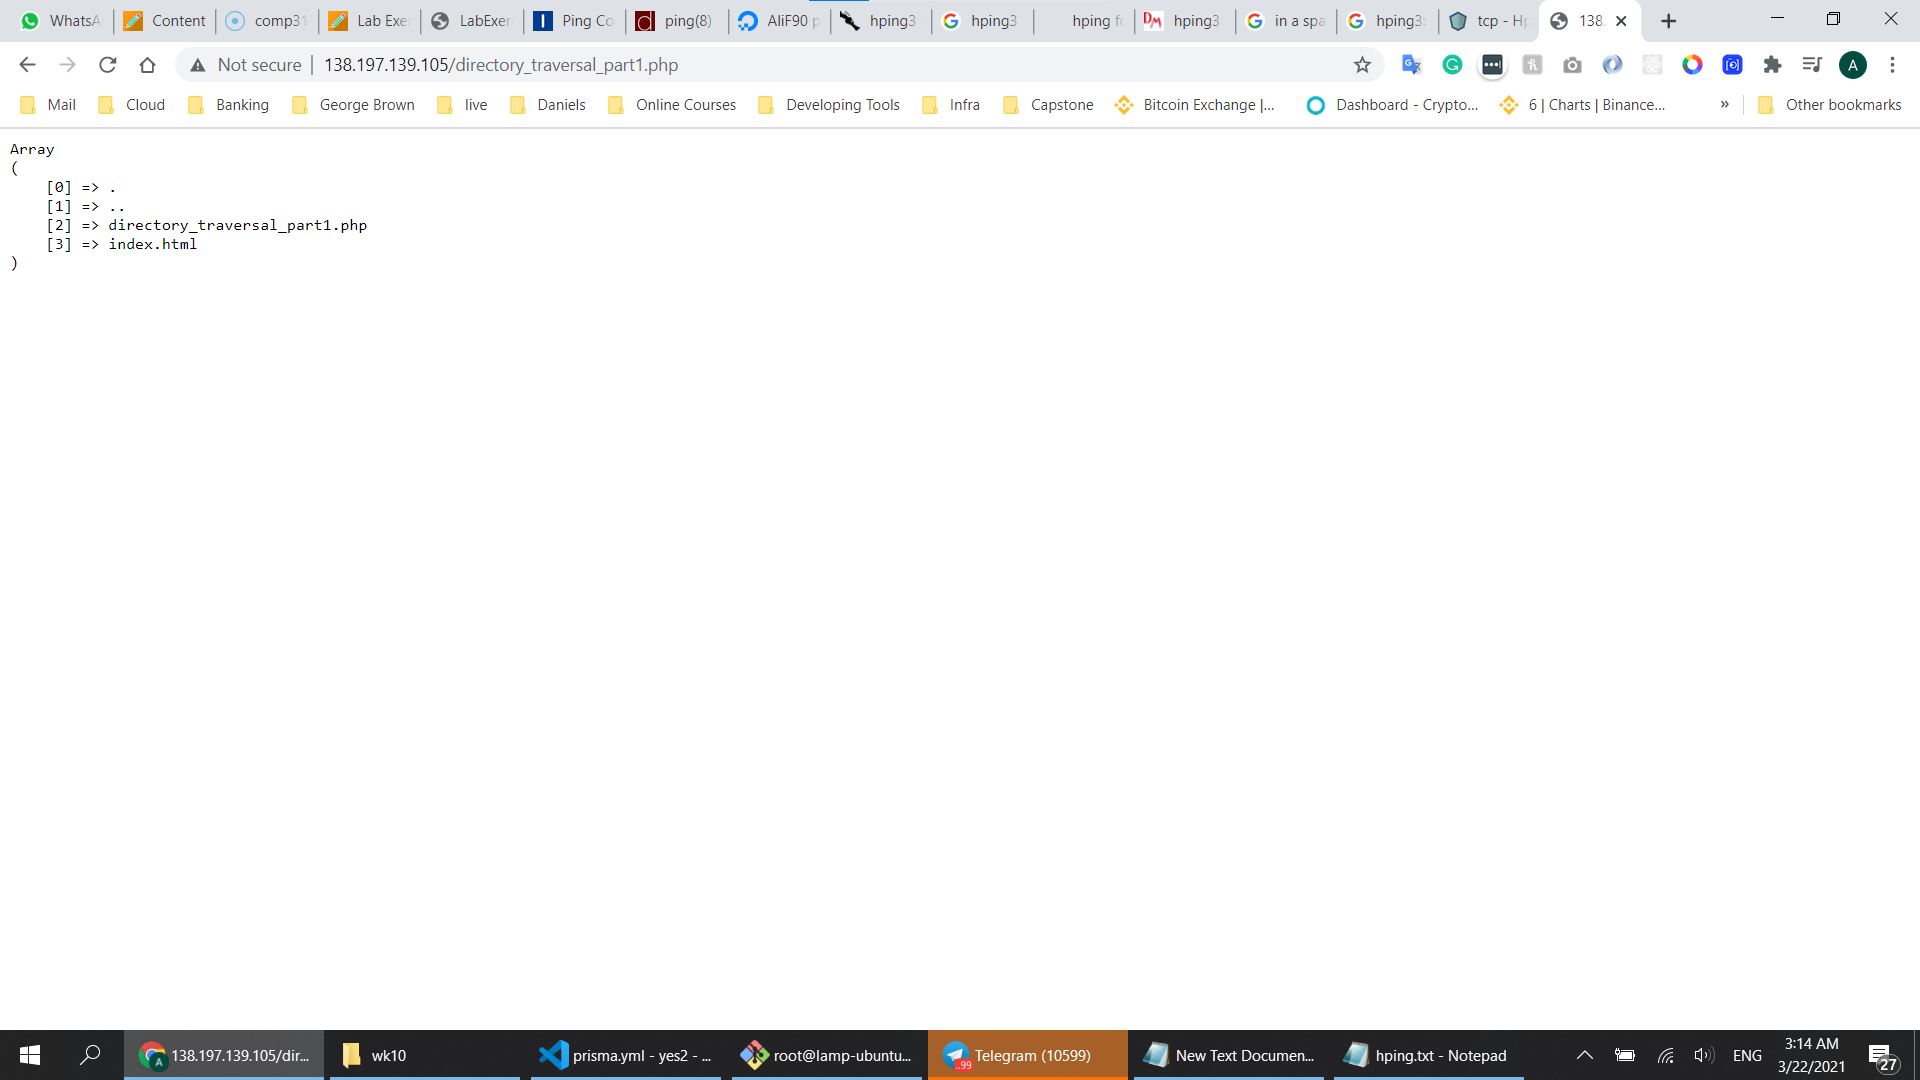 WhatsA
Content
comp31
Lab Exer
LabExer
Ping Co
ping(8)
AliF90 p
hping3
hping3
hping fo
hping3
in a spa
hping3:
tcp - Hp
138.
Not secure
138.197.139.105/directory_traversal_part1.php
A
Mail
Cloud
Banking
George Brown
live
Daniels
Online Courses
Developing Tools
Infra
Capstone
Bitcoin Exchange |...
Dashboard - Crypto...
6 | Charts | Binance...
»
Other bookmarks
Array
(
[0] => .
[1] => ..
[2] => directory_traversal_part1.php
[3] => index.html
)
138.197.139.105/dir...
wk10
prisma.yml - yes2 - ...
root@lamp-ubuntu...
Telegram (10599)
New Text Documen...
hping.txt - Notepad
ENG
3:14 AM
3/22/2021
27